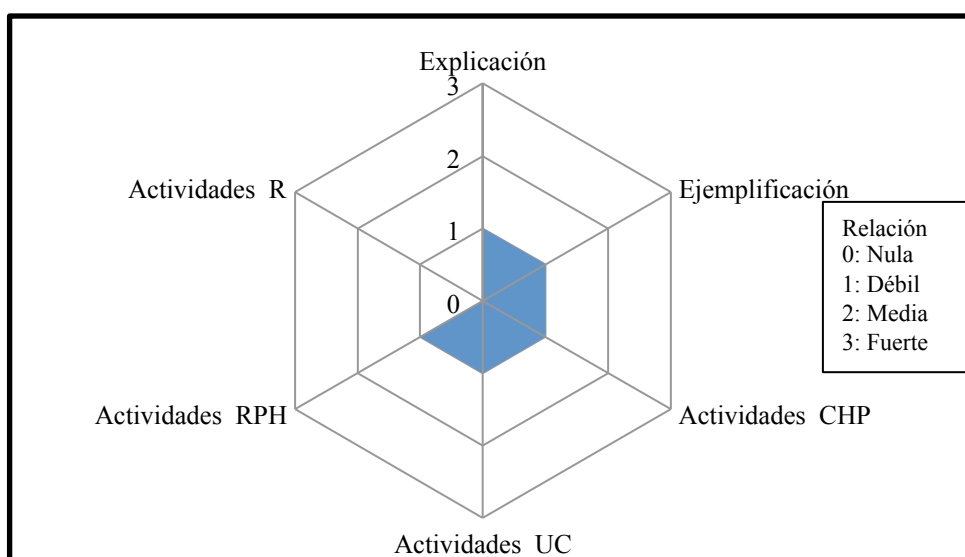 Explicación
3
2
1
0
Actividades R
Ejemplificación
Relación
0: Nula
1: Débil
2: Media
3: Fuerte
Actividades RPH
Actividades CHP
Actividades UC